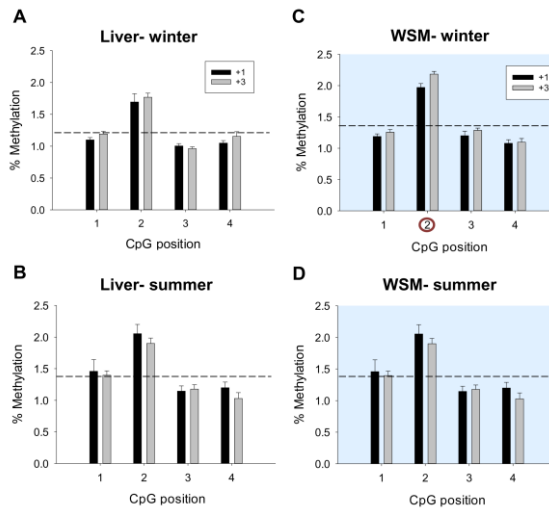 A
Liver- winter
% Methylation
2.5
2.0
1.5
1.0
0.5
0.0
+1
+3
1 2 3 4
CpG position
C
WSM- winter
% Methylation
2.5
2.0
1.5
1.0
0.5
0.0
+1
+3
1 2 3 4
CpG position
B
Liver- summer
% Methylation
2.5
2.0
1.5
1.0
0.5
0.0
1 2 3 4
CpG position
D
WSM- summer
% Methylation
2.5
2.0
1.5
1.0
0.5
0.0
1 2 3 4
CpG position